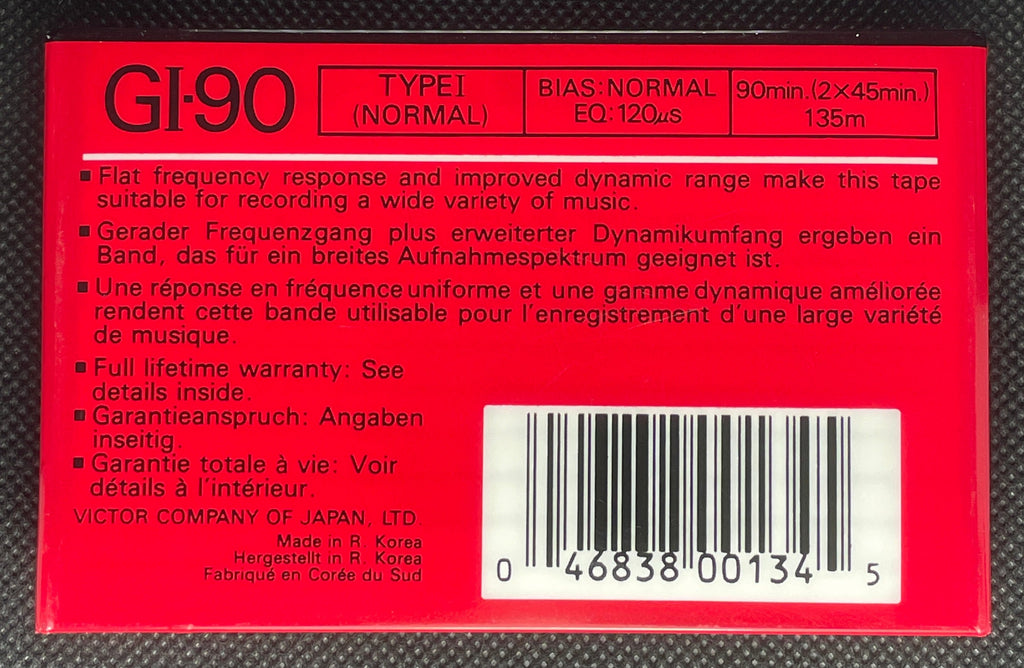 GI-90
TYPEI
(NORMAL)
BIAS:NORMAL
EQ:120µs
90min.(2×45min.)
135m
▪ Flat frequency response and improved dynamic range make this tape
suitable for recording a wide variety of music.
▪ Gerader Frequenzgang plus erweiterter Dynamikumfang ergeben ein
Band, das für ein breites Aufnahmespektrum geeignet ist.
▪ Une réponse en fréquence uniforme et une gamme dynamique améliorée
rendent cette bande utilisable pour l'enregistrement d'une large variété
de musique.
▪ Full lifetime warranty: See
details inside.
▪ Garantieanspruch: Angaben
inseitig.
▪ Garantie totale à vie: Voir
détails à l'intérieur.
VICTOR COMPANY OF JAPAN, LTD.
Made in R. Korea
Hergestellt in R. Korea
Fabriqué en Corée du Sud
0 46838 00134 5